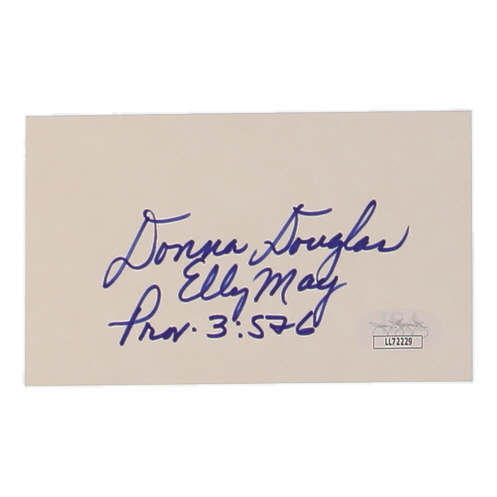 Donna Douglas
Elly May
Prov. 3:5+6
LL72229